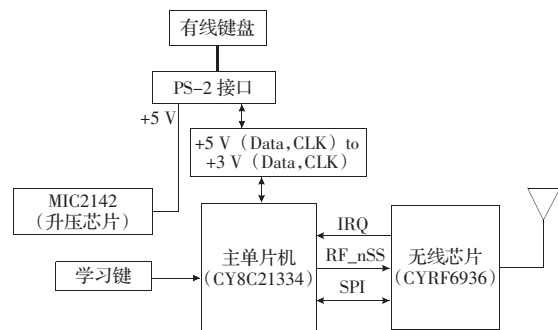 有线键盘
PS-2 接口
+5 V
+5 V（Data,CLK）to
+3 V（Data,CLK）
MIC2142
（升压芯片）
学习键
主单片机
(CY8C21334)
IRQ
RF_nSS
SPI
无线芯片
(CYRF6936)